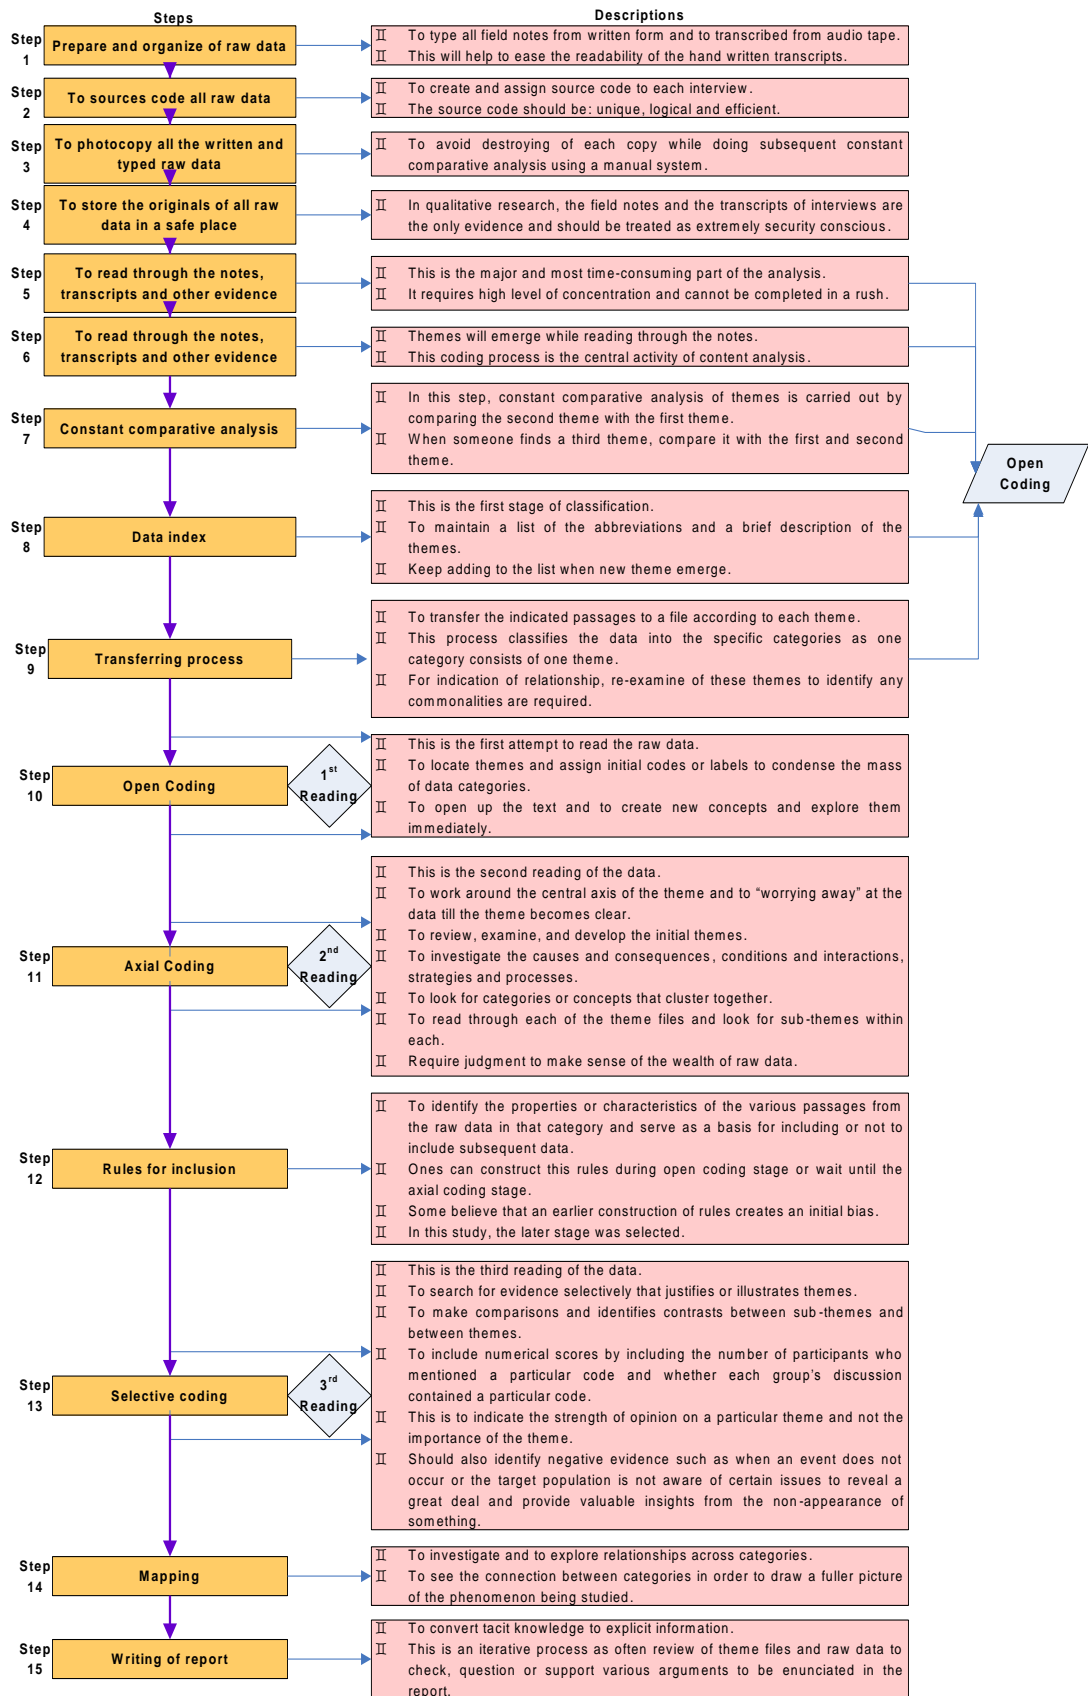 Steps
Descriptions
Step
1
Prepare and organize of raw data
♊ To type all field notes from written form and to transcribed from audio tape.
♊ This will help to ease the readability of the hand written transcripts.
Step
2
To sources code all raw data
♊ To create and assign source code to each interview.
♊ The source code should be: unique, logical and efficient.
Step
3
To photocopy all the written and
typed raw data
♊ To avoid destroying of each copy while doing subsequent constant
comparative analysis using a manual system.
Step
4
To store the originals of all raw
data in a safe place
♊ In qualitative research, the field notes and the transcripts of interviews are
the only evidence and should be treated as extremely security conscious.
Step
5
To read through the notes,
transcripts and other evidence
♊ This is the major and most time-consuming part of the analysis.
♊ It requires high level of concentration and cannot be completed in a rush.
Step
6
To read through the notes,
transcripts and other evidence
♊ Themes will emerge while reading through the notes.
♊ This coding process is the central activity of content analysis.
Step
7
Constant comparative analysis
♊ In this step, constant comparative analysis of themes is carried out by
comparing the second theme with the first theme.
♊ When someone finds a third theme, compare it with the first and second
theme.
Open
Coding
Step
8
Data index
♊ This is the first stage of classification.
♊ To maintain a list of the abbreviations and a brief description of the
themes.
♊ Keep adding to the list when new theme emerge.
Step
9
Transferring process
♊ To transfer the indicated passages to a file according to each theme.
♊ This process classifies the data into the specific categories as one
category consists of one theme.
♊ For indication of relationship, re-examine of these themes to identify any
commonalities are required.
Step
10
Open Coding
1st
Reading
♊ This is the first attempt to read the raw data.
♊ To locate themes and assign initial codes or labels to condense the mass
of data categories.
♊ To open up the text and to create new concepts and explore them
immediately.
Step
11
Axial Coding
2nd
Reading
♊ This is the second reading of the data.
♊ To work around the central axis of the theme and to “worrying away” at the
data till the theme becomes clear.
♊ To review, examine, and develop the initial themes.
♊ To investigate the causes and consequences, conditions and interactions,
strategies and processes.
♊ To look for categories or concepts that cluster together.
♊ To read through each of the theme files and look for sub-themes within
each.
♊ Require judgment to make sense of the wealth of raw data.
Step
12
Rules for inclusion
♊ To identify the properties or characteristics of the various passages from
the raw data in that category and serve as a basis for including or not to
include subsequent data.
♊ Ones can construct this rules during open coding stage or wait until the
axial coding stage.
♊ Some believe that an earlier construction of rules creates an initial bias.
♊ In this study, the later stage was selected.
Step
13
Selective coding
3rd
Reading
♊ This is the third reading of the data.
♊ To search for evidence selectively that justifies or illustrates themes.
♊ To make comparisons and identifies contrasts between sub-themes and
between themes.
♊ To include numerical scores by including the number of participants who
mentioned a particular code and whether each group’s discussion
contained a particular code.
♊ This is to indicate the strength of opinion on a particular theme and not the
importance of the theme.
♊ Should also identify negative evidence such as when an event does not
occur or the target population is not aware of certain issues to reveal a
great deal and provide valuable insights from the non-appearance of
something.
Step
14
Mapping
♊ To investigate and to explore relationships across categories.
♊ To see the connection between categories in order to draw a fuller picture
of the phenomenon being studied.
Step
15
Writing of report
♊ To convert tacit knowledge to explicit information.
♊ This is an iterative process as often review of theme files and raw data to
check, question or support various arguments to be enunciated in the
report.